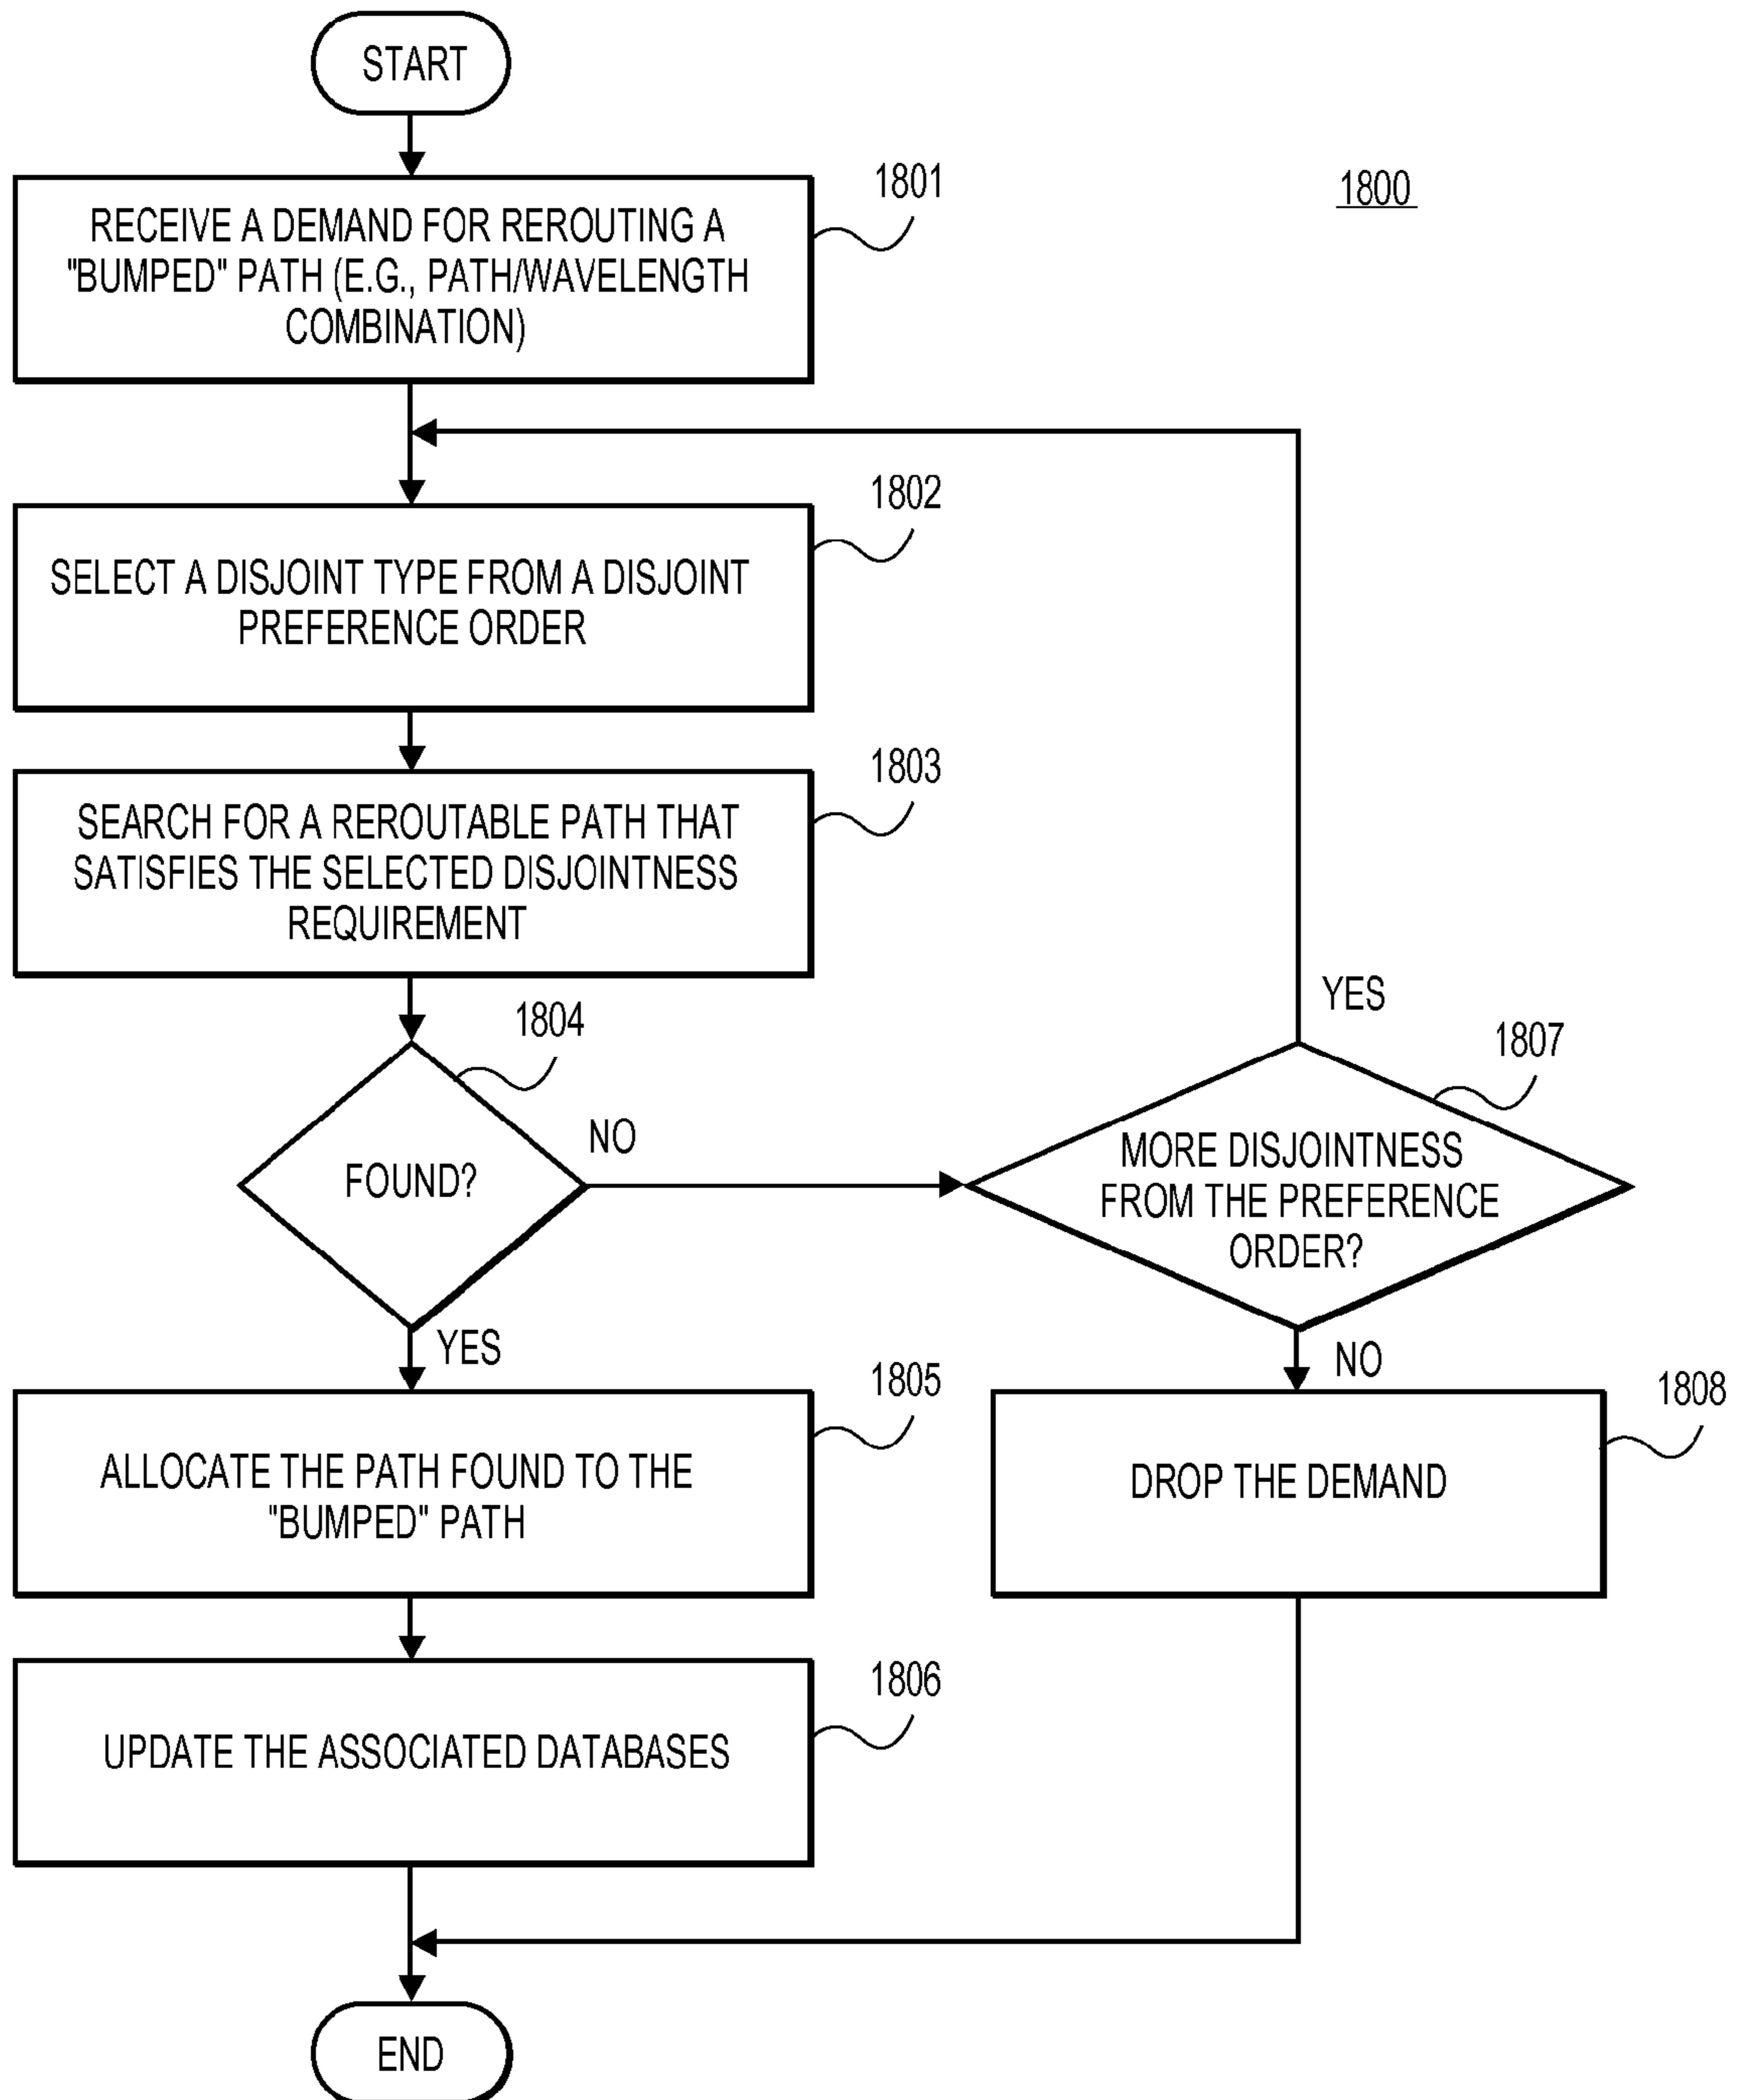 START
1801
1800
RECEIVE A DEMAND FOR REROUTING A
"BUMPED" PATH (E.G., PATH/WAVELENGTH
COMBINATION)
1802
SELECT A DISJOINT TYPE FROM A DISJOINT
PREFERENCE ORDER
1803
SEARCH FOR A REROUTABLE PATH THAT
SATISFIES THE SELECTED DISJOINTNESS
REQUIREMENT
1804
FOUND?
NO
YES
1807
MORE DISJOINTNESS
FROM THE PREFERENCE
ORDER?
YES
NO
1805
ALLOCATE THE PATH FOUND TO THE
"BUMPED" PATH
1808
DROP THE DEMAND
1806
UPDATE THE ASSOCIATED DATABASES
END